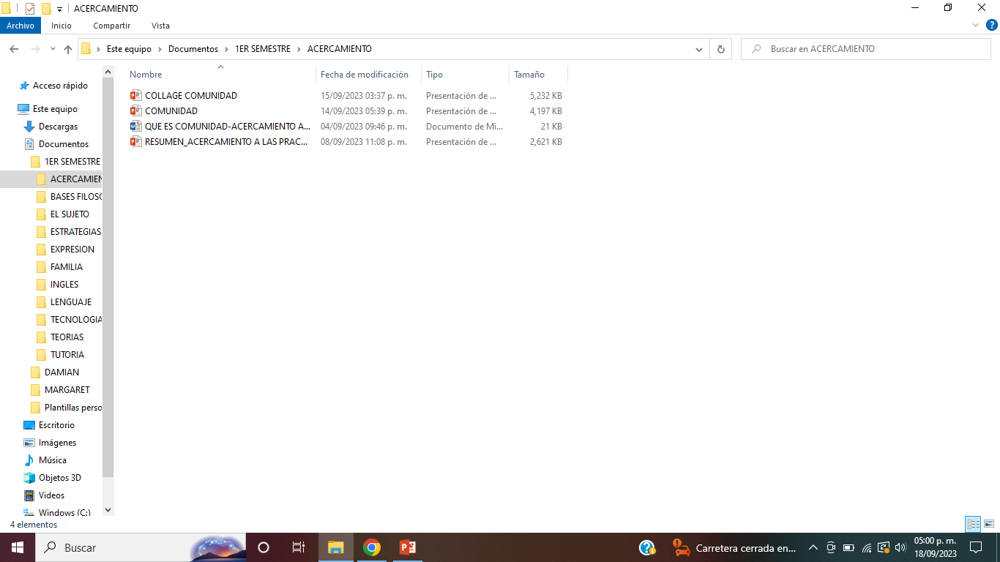 ACERCAMIENTO
Archivo Inicio Compartir Vista
Este equipo Documentos 1ER SEMESTRE ACERCAMIENTO
Buscar en ACERCAMIENTO
Nombre Fecha de modificación Tipo Tamaño
COLLAGE COMUNIDAD 15/09/2023 03:37 p. m. Presentación de ... 5,232 KB
COMUNIDAD 14/09/2023 05:39 p. m. Presentación de ... 4,197 KB
QUE ES COMUNIDAD-ACERCAMIENTO A... 04/09/2023 09:46 p. m. Documento de Mi... 21 KB
RESUMEN_ACERCAMIENTO A LAS PRAC... 08/09/2023 11:08 p. m. Presentación de ... 2,621 KB
Acceso rápido
Este equipo
Descargas
Documentos
1ER SEMESTRE
ACERCAMIEN
BASES FILOSO
EL SUJETO
ESTRATEGIAS
EXPRESION
FAMILIA
INGLES
LENGUAJE
TECNOLOGIA
TEORIAS
TUTORIA
DAMIAN
MARGARET
Plantillas perso
Escritorio
Imágenes
Música
Objetos 3D
Videos
Windows (C:)
4 elementos
Buscar
Carretera cerrada en...
05:00 p. m.
18/09/2023